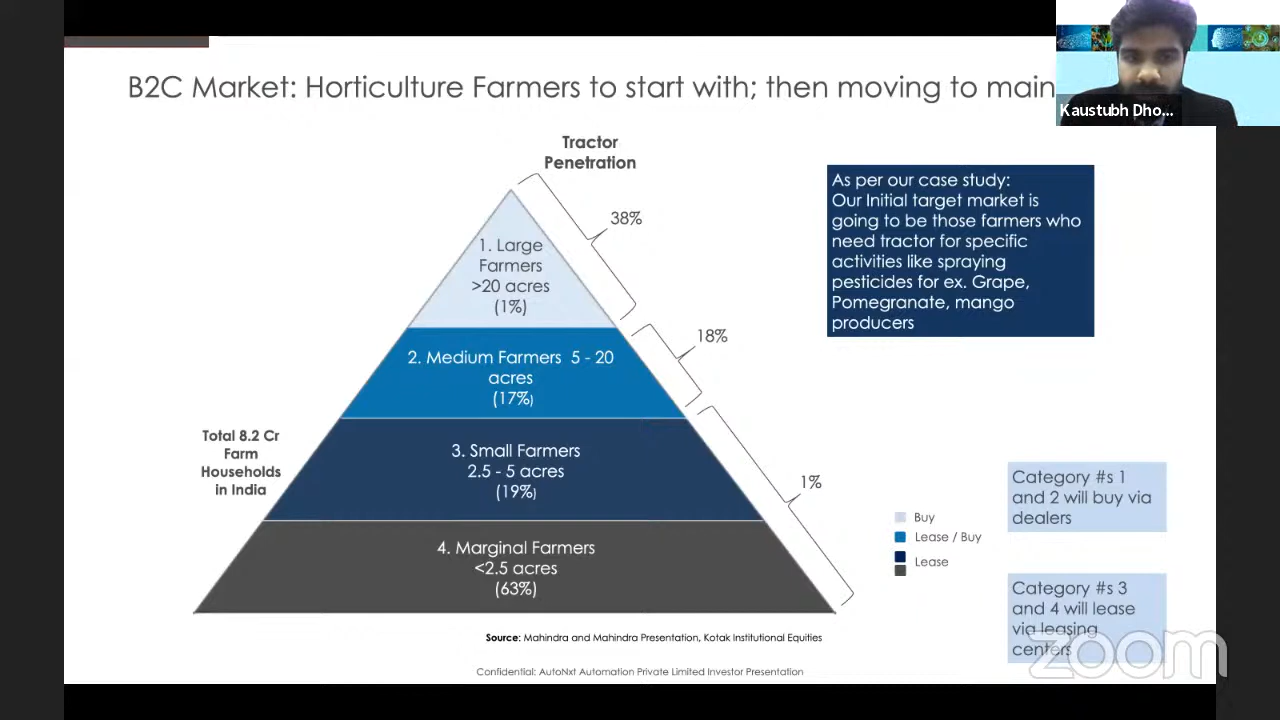 B2C Market: Horticulture Farmers to start with; then moving to main
Kaustubh Dho...
Tractor
Penetration
38%
1. Large
Farmers
>20 acres
(1%)
As per our case study:
Our Initial target market is
going to be those farmers who
need tractor for specific
activities like spraying
pesticides for ex. Grape,
Pomegranate, mango
producers
18%
2. Medium Farmers 5 - 20
acres
(17%)
Total 8.2 Cr
Farm
Households
in India
3. Small Farmers
2.5 - 5 acres
(19%)
1%
Category #s 1
and 2 will buy via
dealers
Buy
Lease / Buy
Lease
4. Marginal Farmers
<2.5 acres
(63%)
Category #s 3
and 4 will lease
via leasing
centers
zoom
Source: Mahindra and Mahindra Presentation, Kotak Institutional Equities
Confidential: AutoNxt Automation Private Limited Investor Presentation